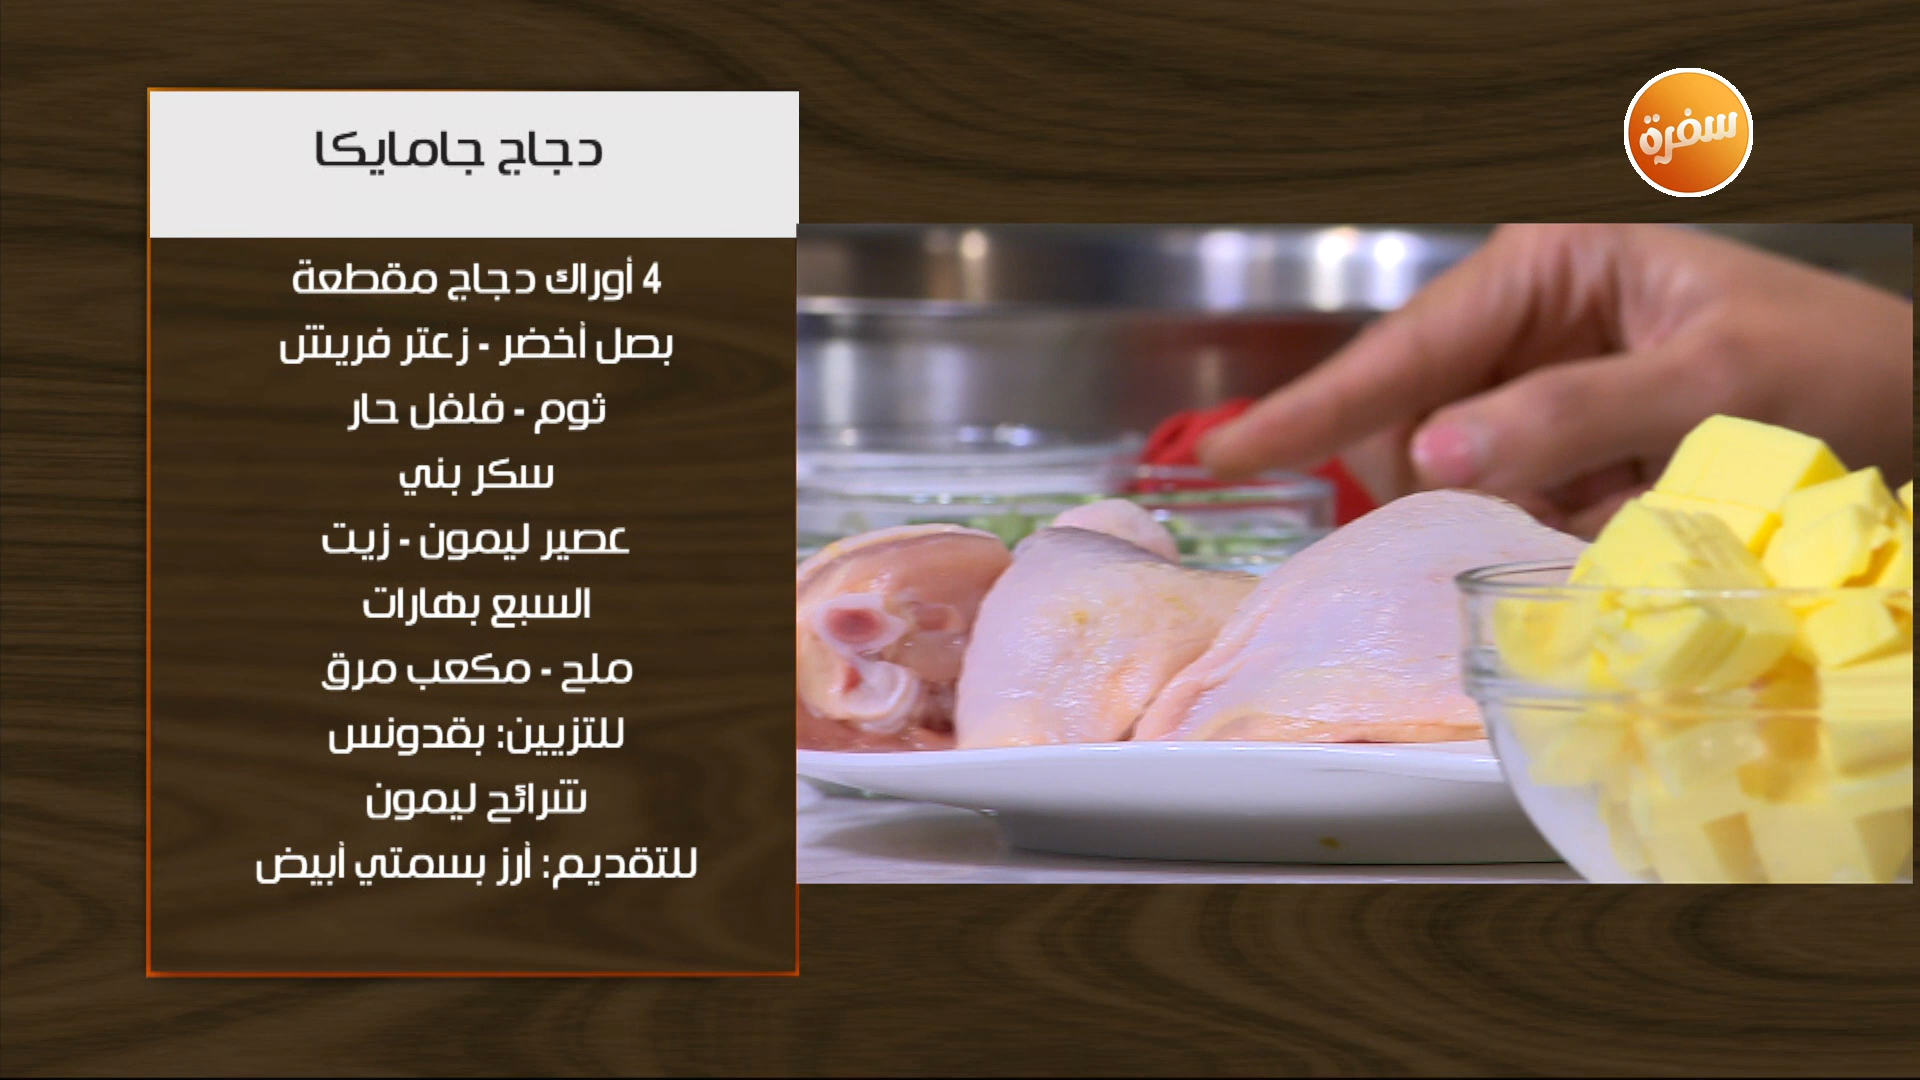 سفرة
دجاج جامايكا
4 أوراك دجاج مقطعة
بصل أخضر - زعتر فريش
ثوم - فلفل حار
سكر بني
عصير ليمون - زيت
السبع بهارات
ملح - مكعب مرق
للتزيين: بقدونس
شرائح ليمون
للتقديم: أرز بسمتي أبيض